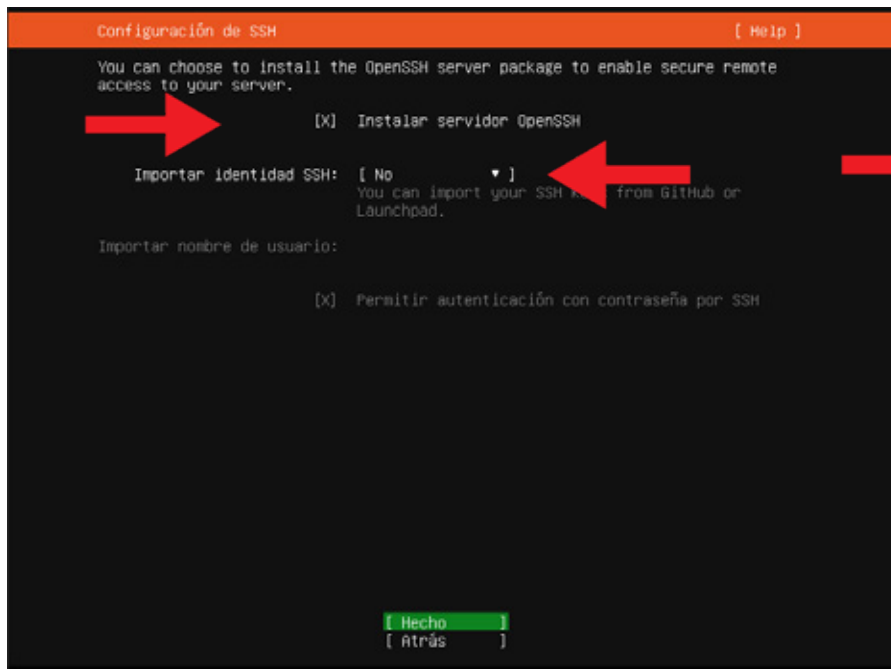 Configuración de SSH [ Help ]
You can choose to install the OpenSSH server package to enable secure remote
access to your server.
[X] Instalar servidor OpenSSH
Importar identidad SSH: [ No ▼ ]
You can import your SSH from GitHub or
Launchpad.
Importar nombre de usuario:
[X] Permitir autenticación con contraseña por SSH
[ Hecho ]
[ Atrás ]